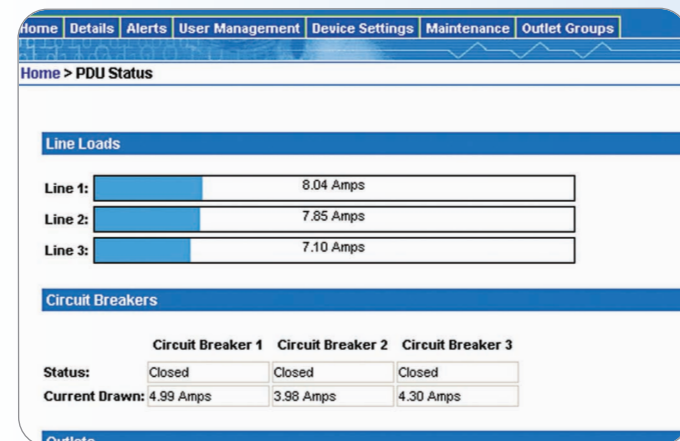 Home Details Alerts User Management Device Settings Maintenance Outlet Groups
Home > PDU Status
Line Loads
Line 1: 8.04 Amps
Line 2: 7.85 Amps
Line 3: 7.10 Amps
Circuit Breakers
Circuit Breaker 1 Circuit Breaker 2 Circuit Breaker 3
Status: Closed Closed Closed
Current Drawn: 4.99 Amps 3.98 Amps 4.30 Amps
Outlets